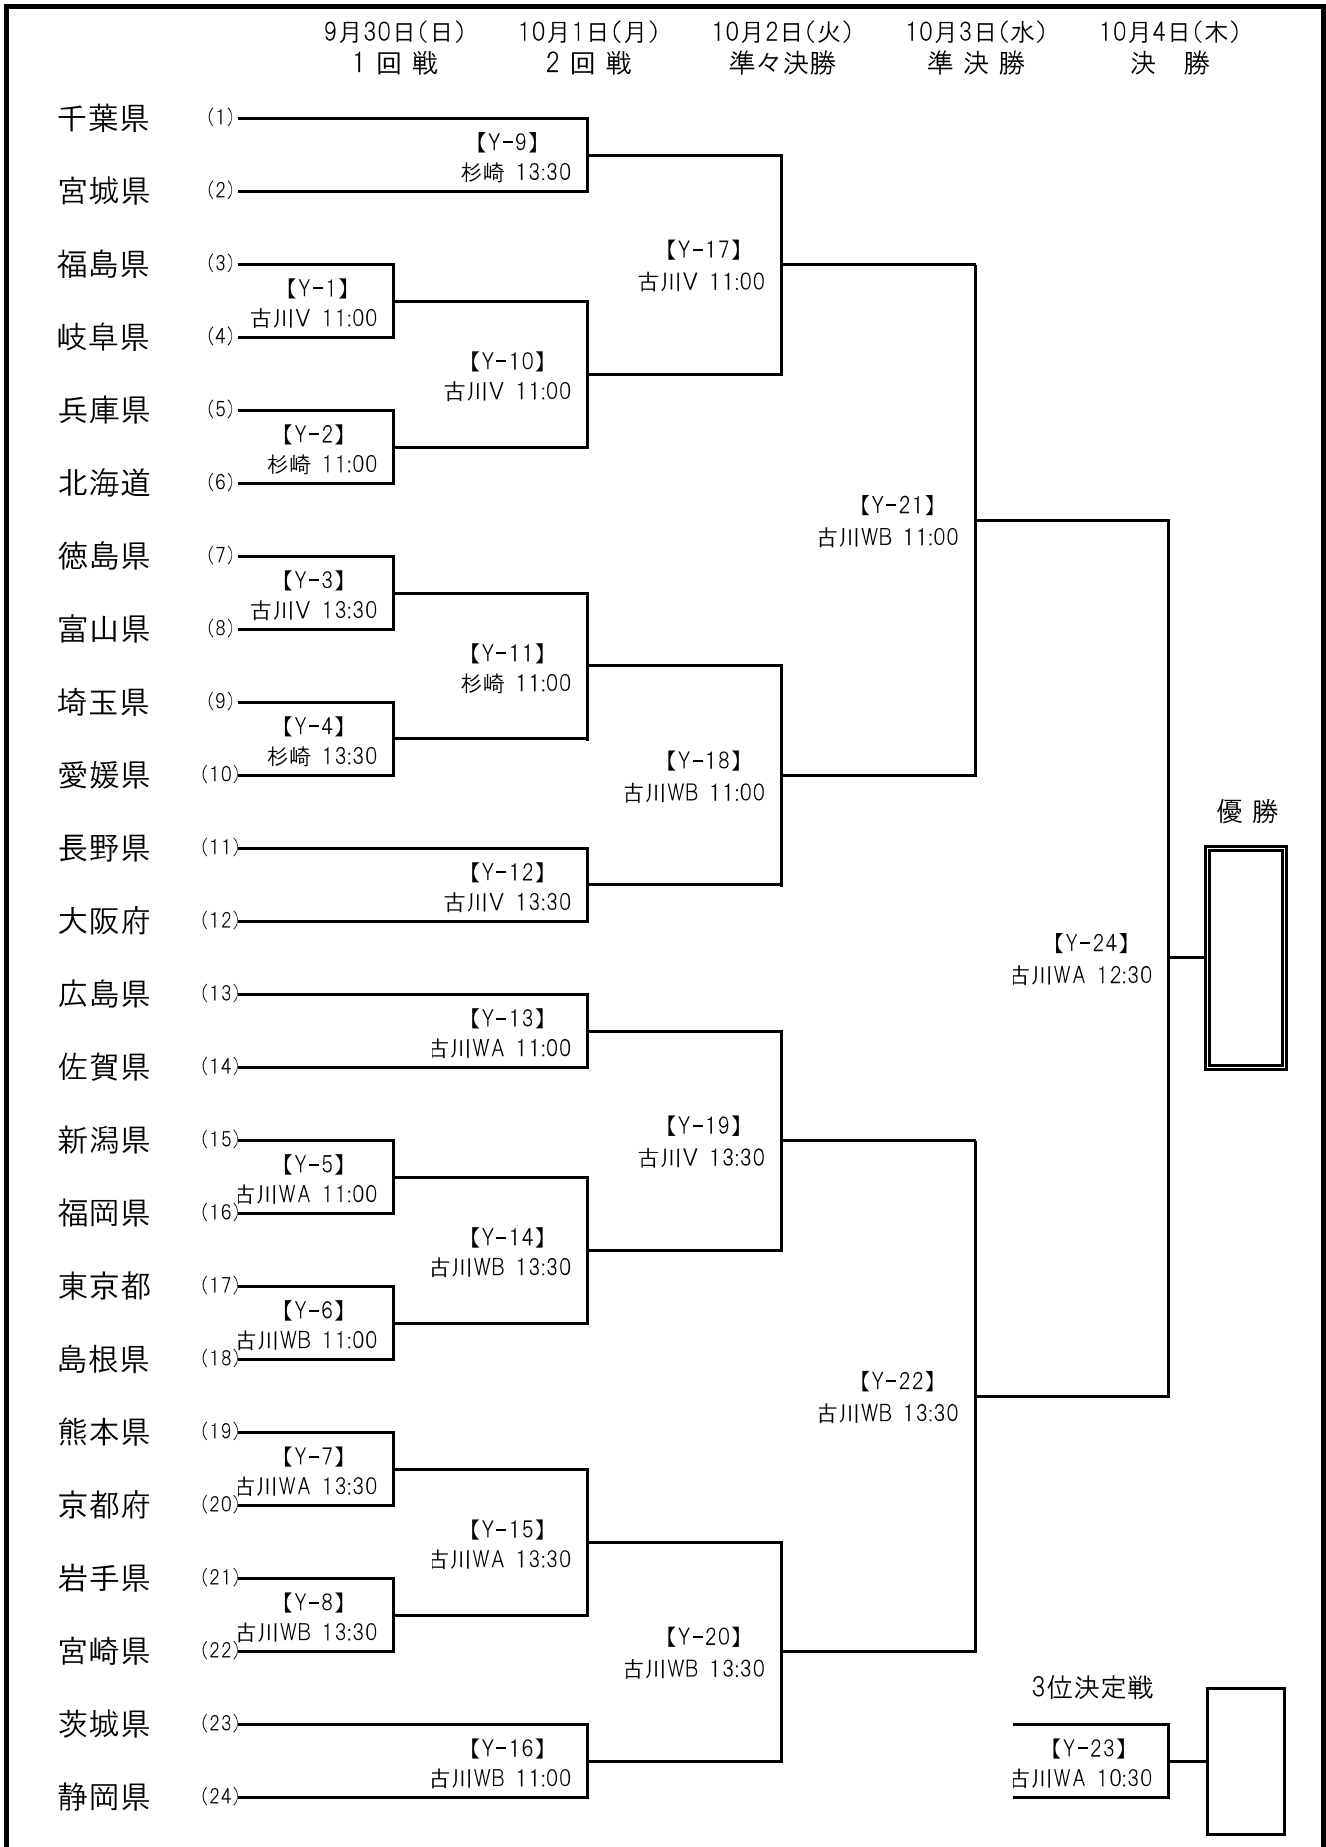 9月30日(日) 10月1日(月) 10月2日(火) 10月3日(水) 10月4日(木)
1 回 戦 2 回 戦 準々決勝 準 決 勝 決 勝
千葉県 (1)
【Y-9】
杉崎 13:30
宮城県 (2)
【Y-17】
福島県 (3)
古川V 11:00
【Y-1】
古川V 11:00
岐阜県 (4)
【Y-10】
古川V 11:00
兵庫県 (5)
【Y-2】
杉崎 11:00
北海道 (6)
【Y-21】
古川WB 11:00
徳島県 (7)
【Y-3】
古川V 13:30
富山県 (8)
【Y-11】
杉崎 11:00
埼玉県 (9)
【Y-4】
杉崎 13:30
【Y-18】
愛媛県 (10)
古川WB 11:00
優 勝
長野県 (11)
【Y-12】
古川V 13:30
大阪府 (12)
【Y-24】
古川WA 12:30
広島県 (13)
【Y-13】
古川WA 11:00
佐賀県 (14)
【Y-19】
新潟県 (15)
古川V 13:30
【Y-5】
古川WA 11:00
福岡県 (16)
【Y-14】
古川WB 13:30
東京都 (17)
【Y-6】
古川WB 11:00
島根県 (18)
【Y-22】
古川WB 13:30
熊本県 (19)
【Y-7】
古川WA 13:30
京都府 (20)
【Y-15】
古川WA 13:30
岩手県 (21)
【Y-8】
古川WB 13:30
【Y-20】
宮崎県 (22)
古川WB 13:30
3位決定戦
茨城県 (23)
【Y-16】 【Y-23】
古川WB 11:00 古川WA 10:30
静岡県 (24)